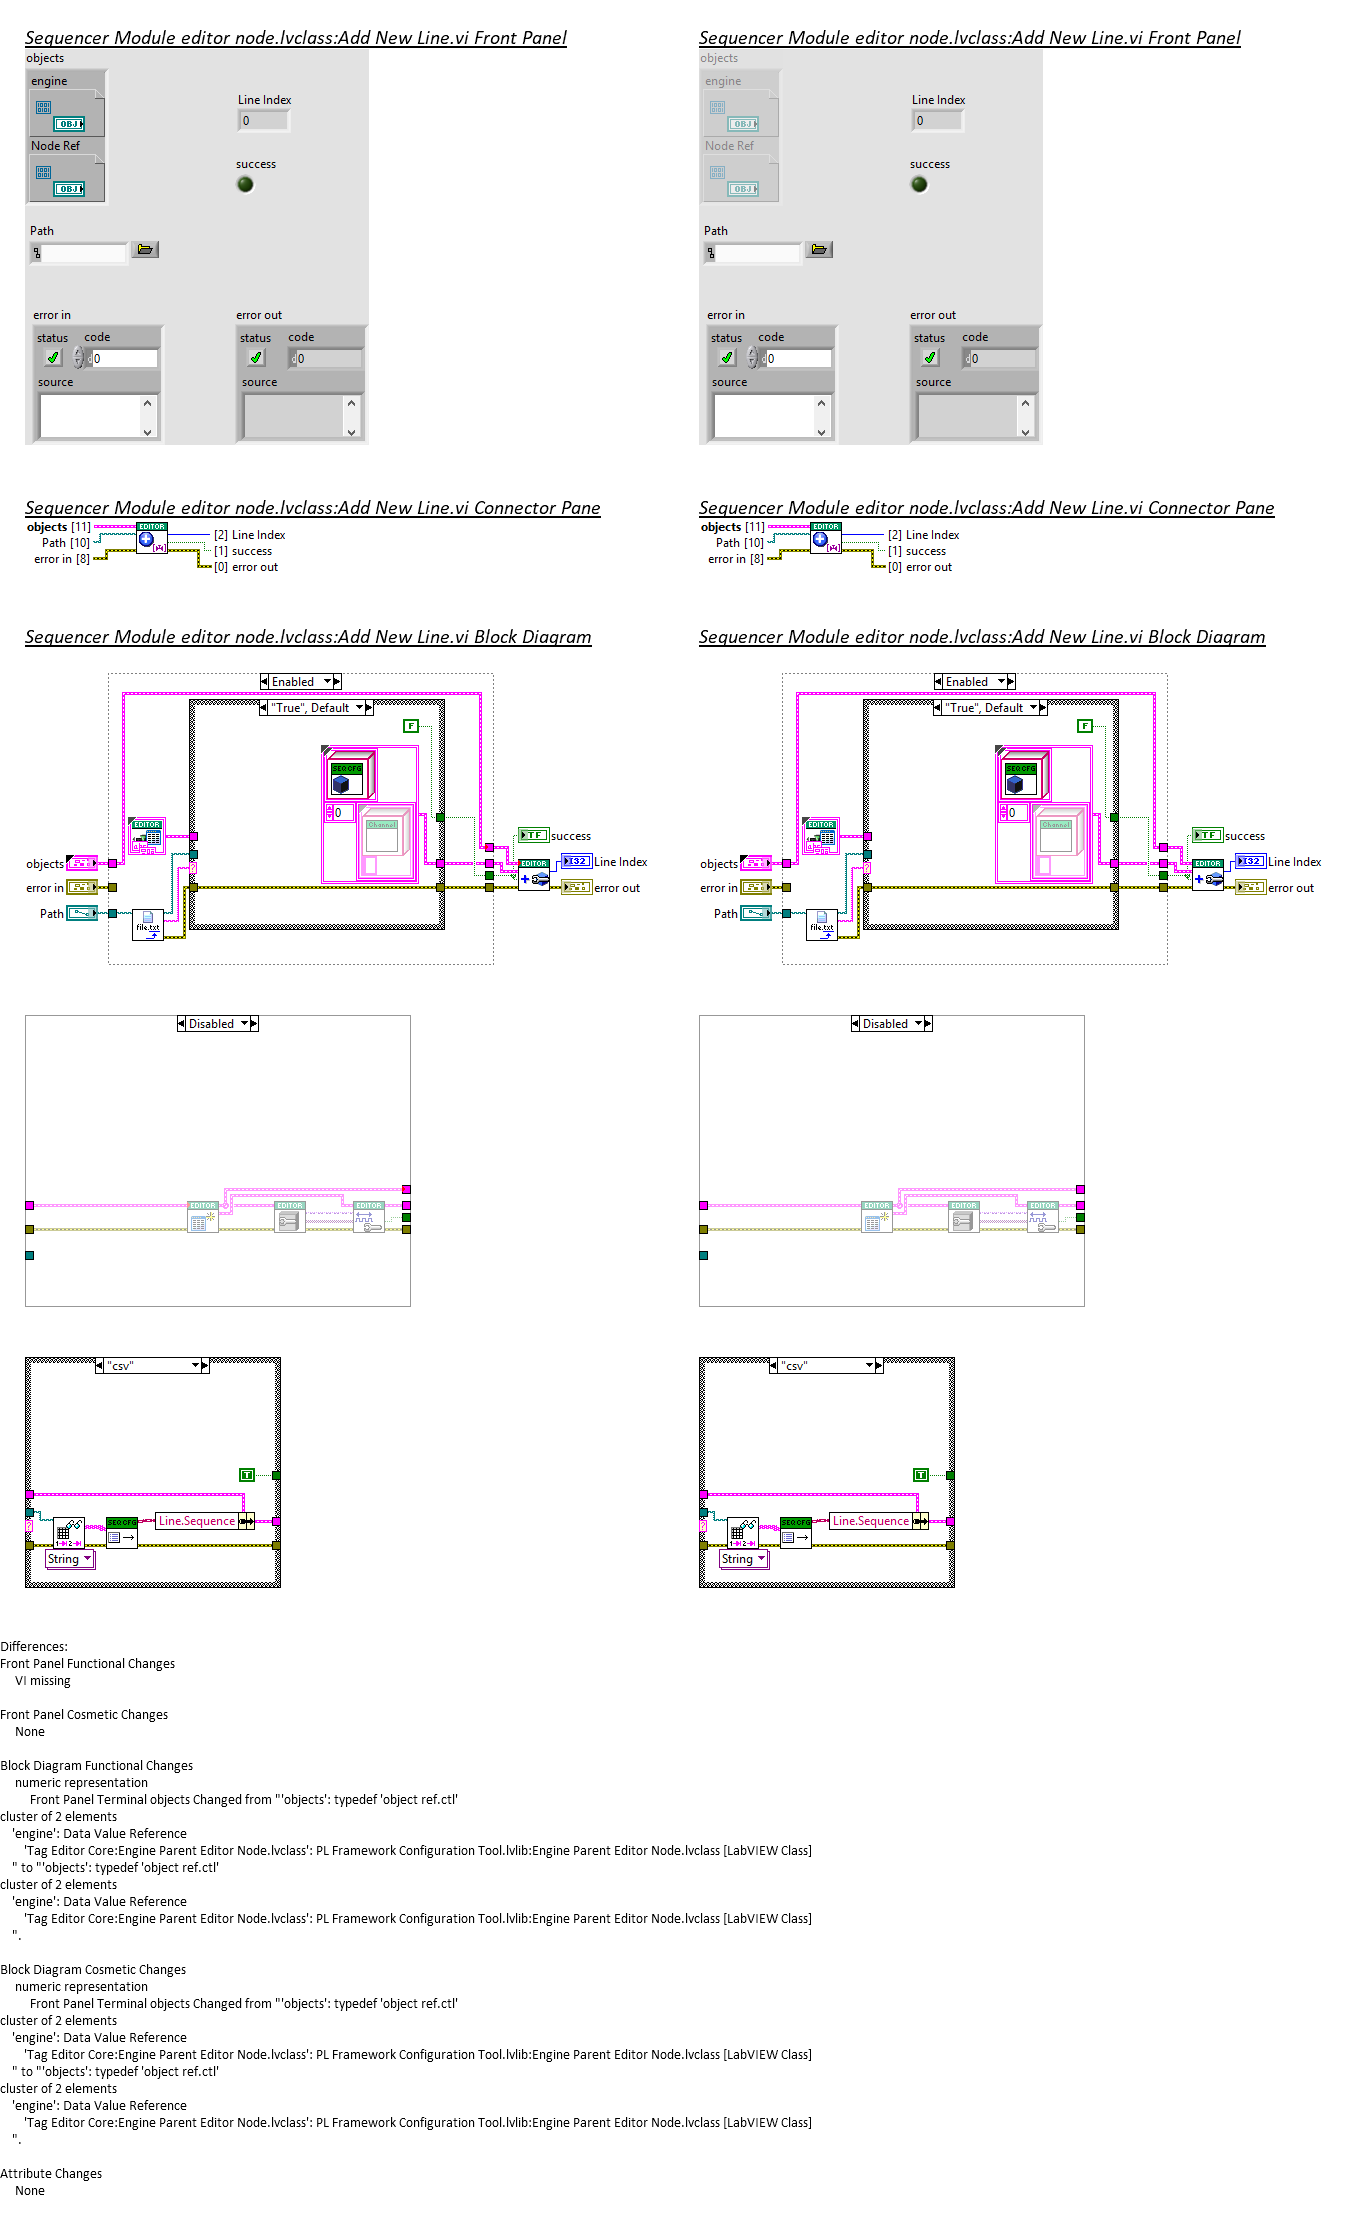 Sequencer Module editor node.lvclass:Add New Line.vi Front Panel
objects
engine
OBJ
Node Ref
OBJ
Line Index
0
success
Path
error in
status code
0
source
error out
status code
0
source
Sequencer Module editor node.lvclass:Add New Line.vi Front Panel
objects
engine
OBJ
Node Ref
OBJ
Line Index
0
success
Path
error in
status code
0
source
error out
status code
0
source
Sequencer Module editor node.lvclass:Add New Line.vi Connector Pane
objects [11]
Path [10]
error in [8]
EDITOR
[2] Line Index
[1] success
[0] error out
Sequencer Module editor node.lvclass:Add New Line.vi Connector Pane
objects [11]
Path [10]
error in [8]
EDITOR
[2] Line Index
[1] success
[0] error out
Sequencer Module editor node.lvclass:Add New Line.vi Block Diagram
Enabled
"True", Default
F
SEQ CFG
0
Channel
EDITOR
objects
error in
Path
file.txt
?
EDITOR
TF success
I32 Line Index
error out
Sequencer Module editor node.lvclass:Add New Line.vi Block Diagram
Enabled
"True", Default
F
SEQ CFG
0
Channel
EDITOR
objects
error in
Path
file.txt
?
EDITOR
TF success
I32 Line Index
error out
Disabled
EDITOR EDITOR EDITOR
Disabled
EDITOR EDITOR EDITOR
"csv"
T
Line.Sequence
SEQ CFG
?
1 2
String
"csv"
T
Line.Sequence
SEQ CFG
?
1 2
String
Differences:
Front Panel Functional Changes
VI missing
Front Panel Cosmetic Changes
None
Block Diagram Functional Changes
numeric representation
Front Panel Terminal objects Changed from "'objects': typedef 'object ref.ctl'
cluster of 2 elements
'engine': Data Value Reference
'Tag Editor Core:Engine Parent Editor Node.lvclass': PL Framework Configuration Tool.lvlib:Engine Parent Editor Node.lvclass [LabVIEW Class]
" to "'objects': typedef 'object ref.ctl'
cluster of 2 elements
'engine': Data Value Reference
'Tag Editor Core:Engine Parent Editor Node.lvclass': PL Framework Configuration Tool.lvlib:Engine Parent Editor Node.lvclass [LabVIEW Class]
".
Block Diagram Cosmetic Changes
numeric representation
Front Panel Terminal objects Changed from "'objects': typedef 'object ref.ctl'
cluster of 2 elements
'engine': Data Value Reference
'Tag Editor Core:Engine Parent Editor Node.lvclass': PL Framework Configuration Tool.lvlib:Engine Parent Editor Node.lvclass [LabVIEW Class]
" to "'objects': typedef 'object ref.ctl'
cluster of 2 elements
'engine': Data Value Reference
'Tag Editor Core:Engine Parent Editor Node.lvclass': PL Framework Configuration Tool.lvlib:Engine Parent Editor Node.lvclass [LabVIEW Class]
".
Attribute Changes
None